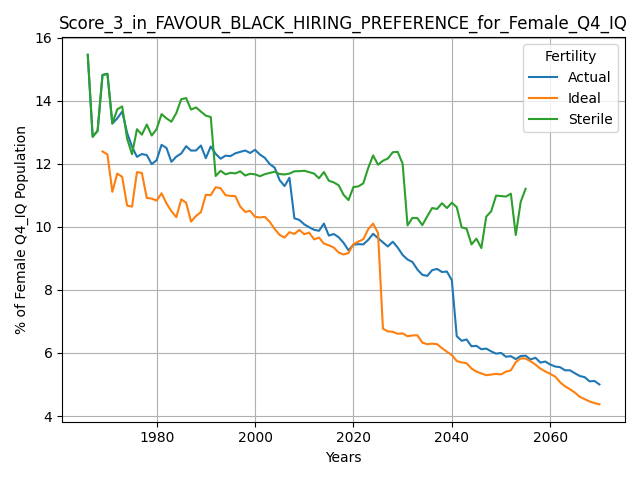 Score_3_in_FAVOUR_BLACK_HIRING_PREFERENCE_for_Female_Q4_IQ
16
14
12
10
8
6
4
% of Female Q4_IQ Population
Fertility
Actual
Ideal
Sterile
1980
2000
2020
2040
2060
Years